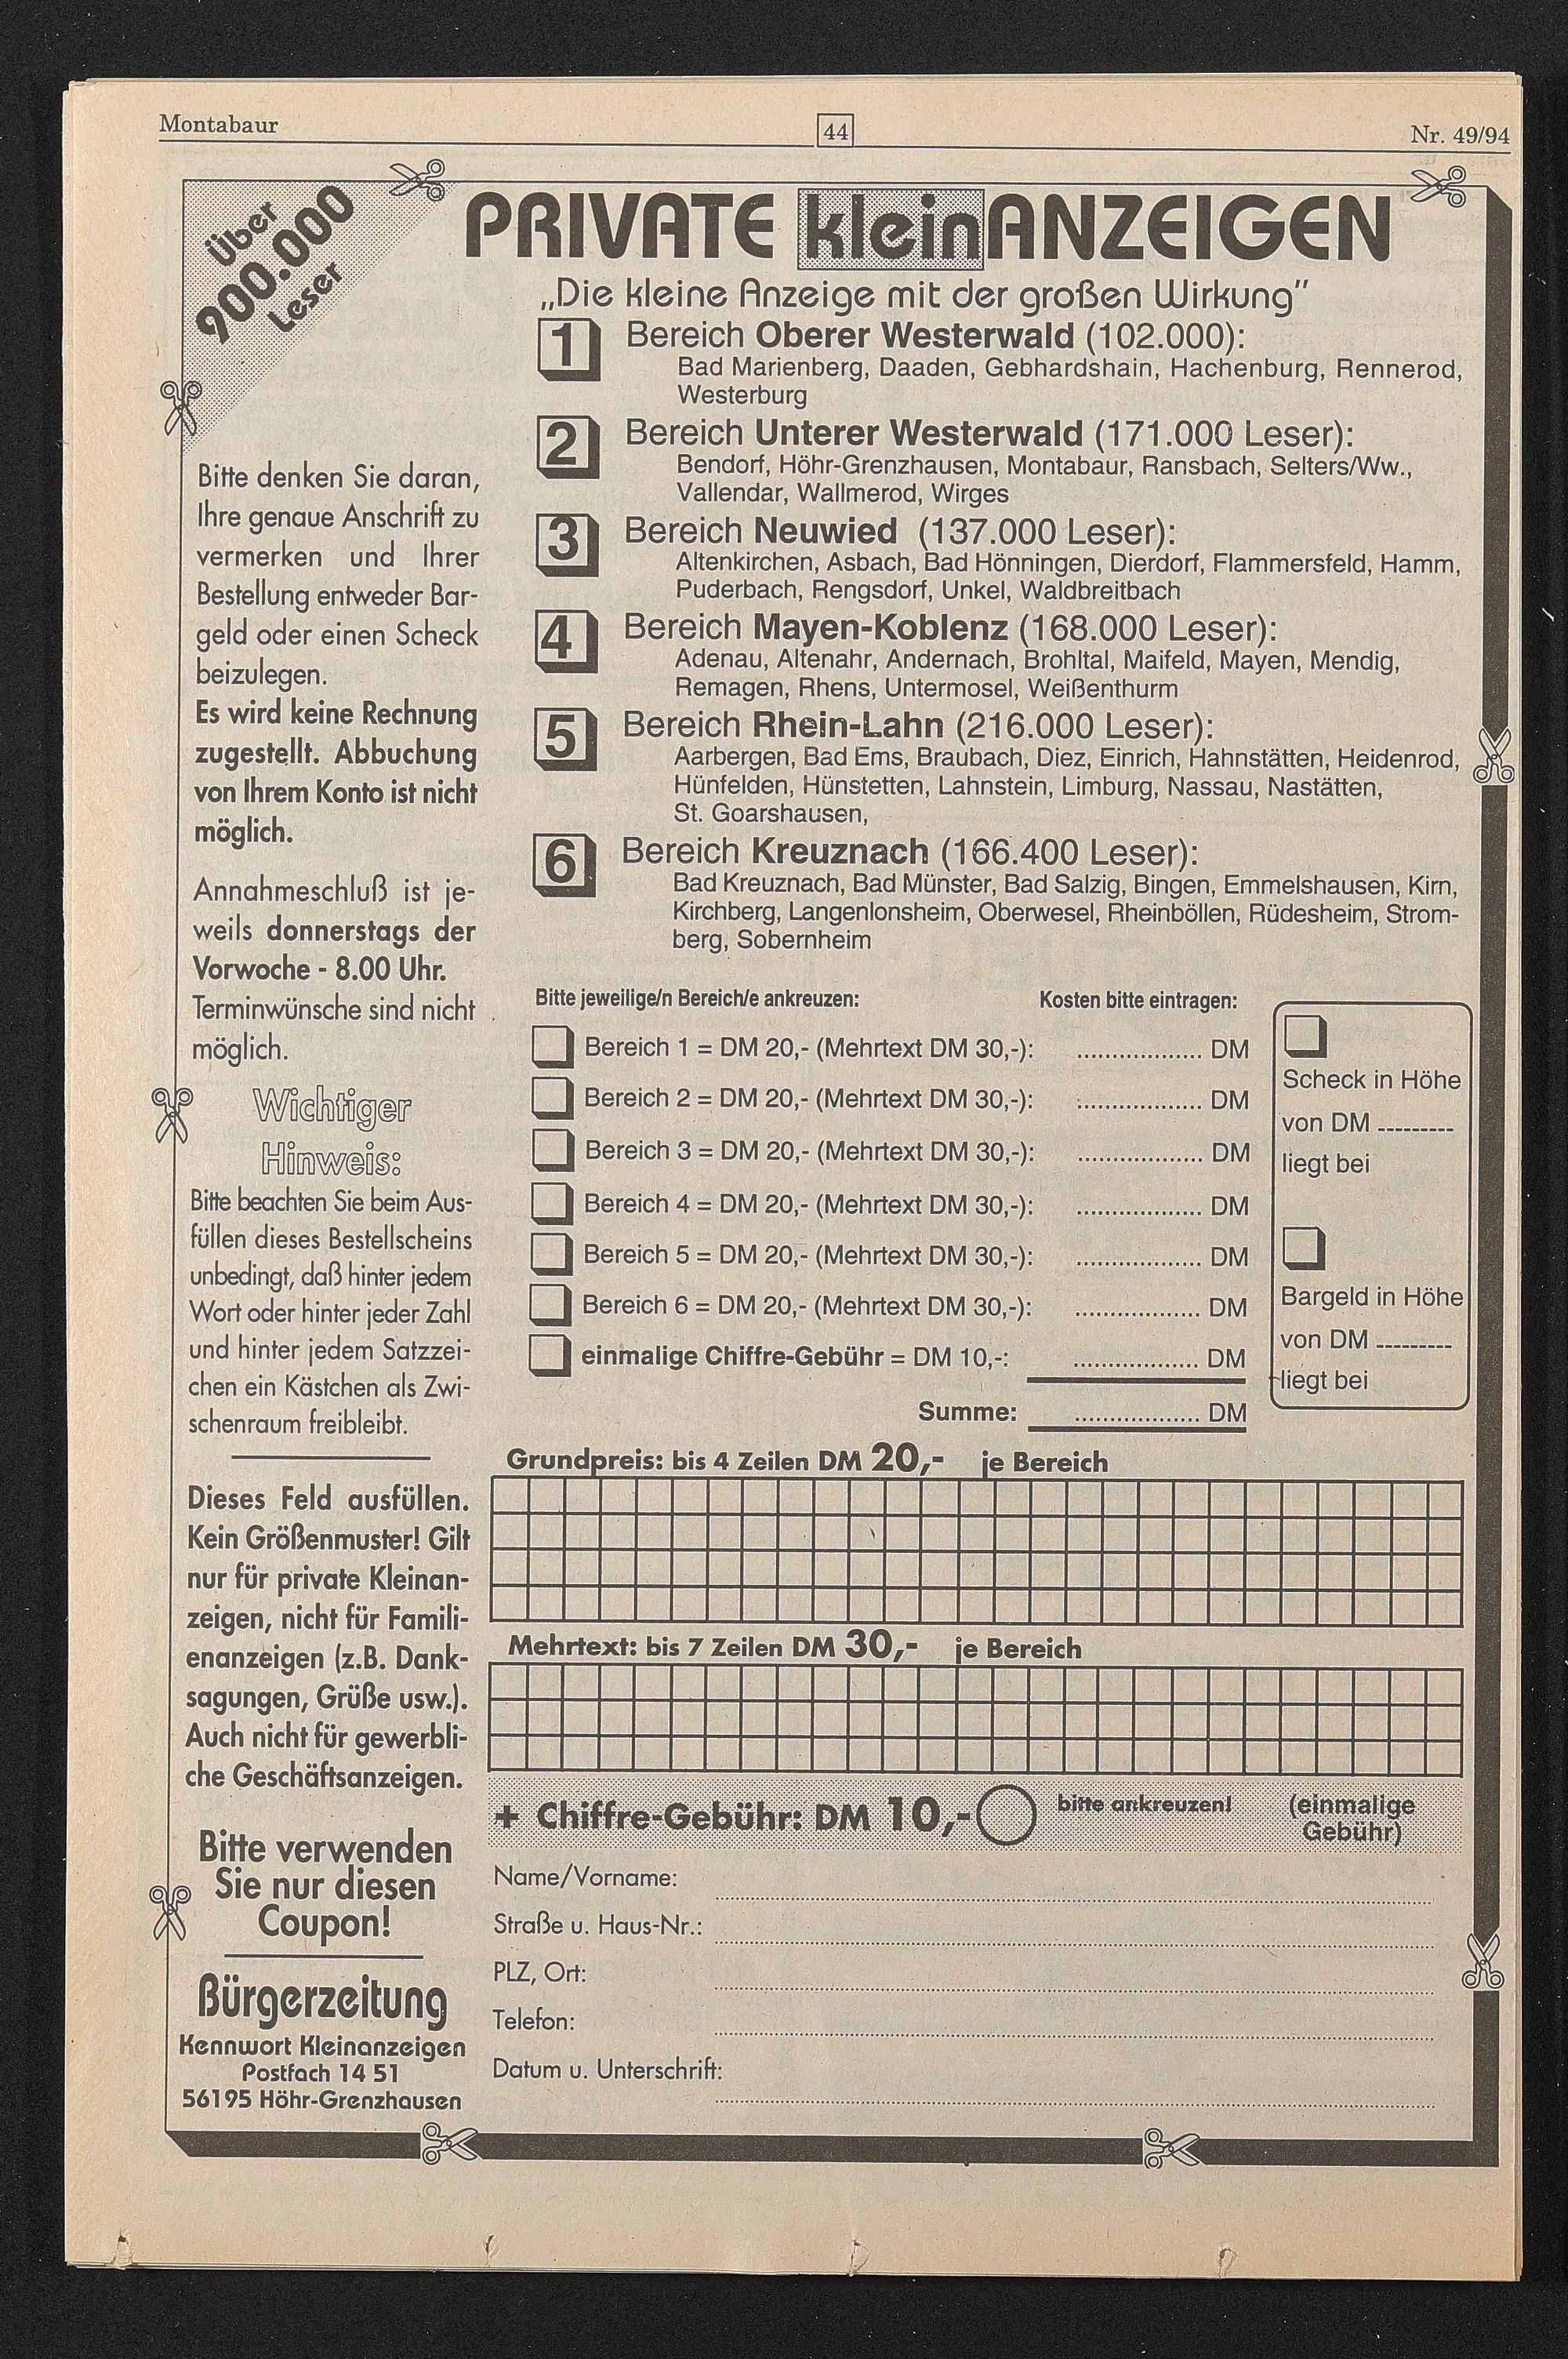 Montabaur
44
Nr. 49/94
Über
900.000
Leser
PRIVATE kleinANZEIGEN
„Die kleine Anzeige mit der großen Wirkung"
1 Bereich Oberer Westerwald (102.000):
Bad Marienberg, Daaden, Gebhardshain, Hachenburg, Rennerod,
Westerburg
2 Bereich Unterer Westerwald (171.000 Leser):
Bendorf, Höhr-Grenzhausen, Montabaur, Ransbach, Selters/Ww.,
Vallendar, Wallmerod, Wirges
3 Bereich Neuwied (137.000 Leser):
Altenkirchen, Asbach, Bad Hönningen, Dierdorf, Flammersfeld, Hamm,
Puderbach, Rengsdorf, Unkel, Waldbreitbach
4 Bereich Mayen-Koblenz (168.000 Leser):
Adenau, Altenahr, Andernach, Brohltal, Maifeld, Mayen, Mendig,
Remagen, Rhens, Untermosel, Weißenthurm
5 Bereich Rhein-Lahn (216.000 Leser):
Aarbergen, Bad Ems, Braubach, Diez, Einrich, Hahnstätten, Heidenrod,
Hünfelden, Hünstetten, Lahnstein, Limburg, Nassau, Nastätten,
St. Goarshausen,
6 Bereich Kreuznach (166.400 Leser):
Bad Kreuznach, Bad Münster, Bad Salzig, Bingen, Emmelshausen, Kirn,
Kirchberg, Langenlonsheim, Oberwesel, Rheinböllen, Rüdesheim, Strom-
berg, Sobernheim
Bitte denken Sie daran,
Ihre genaue Anschrift zu
vermerken und Ihrer
Bestellung entweder Bar-
geld oder einen Scheck
beizulegen.
Es wird keine Rechnung
zugestellt. Abbuchung
von Ihrem Konto ist nicht
möglich.
Annahmeschluß ist je-
weils donnerstags der
Vorwoche - 8.00 Uhr.
Terminwünsche sind nicht
möglich.
Wichtiger
Hinweis:
Bitte beachten Sie beim Aus-
füllen dieses Bestellscheins
unbedingt, daß hinter jedem
Wort oder hinter jeder Zahl
und hinter jedem Satzzei-
chen ein Kästchen als Zwi-
schenraum freibleibt.
Dieses Feld ausfüllen.
Kein Größenmuster! Gilt
nur für private Kleinan-
zeigen, nicht für Famili-
enanzeigen (z.B. Dank-
sagungen, Grüße usw.).
Auch nicht für gewerbli-
che Geschäftsanzeigen.
Bitte verwenden
Sie nur diesen
Coupon!
Bürgerzeitung
Kennwort Kleinanzeigen
Postfach 14 51
56195 Höhr-Grenzhausen
Bitte jeweilige/n Bereich/e ankreuzen: Kosten bitte eintragen:
Bereich 1 = DM 20,- (Mehrtext DM 30,-): .................. DM
Bereich 2 = DM 20,- (Mehrtext DM 30,-): .................. DM
Bereich 3 = DM 20,- (Mehrtext DM 30,-): .................. DM
Bereich 4 = DM 20,- (Mehrtext DM 30,-): .................. DM
Bereich 5 = DM 20,- (Mehrtext DM 30,-): .................. DM
Bereich 6 = DM 20,- (Mehrtext DM 30,-): .................. DM
einmalige Chiffre-Gebühr = DM 10,-: .................. DM
Summe: .................. DM
Scheck in Höhe
von DM ---------
liegt bei
Bargeld in Höhe
von DM ---------
liegt bei
Grundpreis: bis 4 Zeilen DM 20,- je Bereich
Mehrtext: bis 7 Zeilen DM 30,- je Bereich
+ Chiffre-Gebühr: DM 10,- bitte ankreuzen! (einmalige
Gebühr)
Name/Vorname:
Straße u. Haus-Nr.:
PLZ, Ort:
Telefon:
Datum u. Unterschrift: